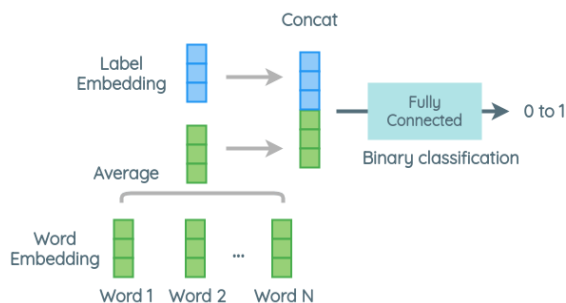 Concat
Label
Embedding
Fully
Connected
0 to 1
Binary classification
Average
Word
Embedding
...
Word 1 Word 2 Word N